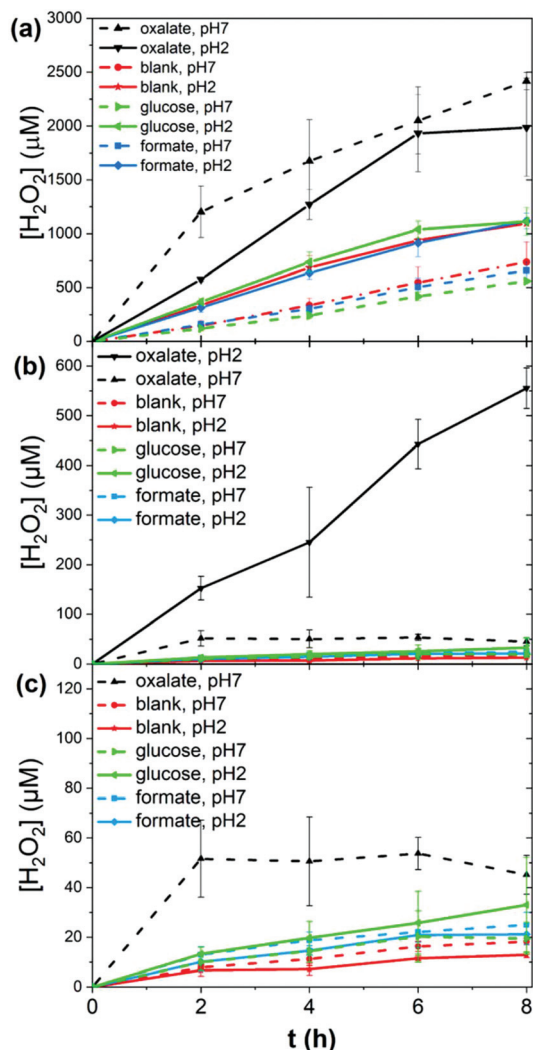 (a)
[H₂O₂] (µM)
3000
2500
2000
1500
1000
500
0
oxalate, pH7
oxalate, pH2
blank, pH7
blank, pH2
glucose, pH7
glucose, pH2
formate, pH7
formate, pH2
(b)
[H₂O₂] (µM)
600
500
400
300
200
100
50
0
oxalate, pH2
oxalate, pH7
blank, pH7
blank, pH2
glucose, pH7
glucose, pH2
formate, pH7
formate, pH2
(c)
[H₂O₂] (µM)
120
100
80
60
40
20
0
oxalate, pH7
blank, pH7
blank, pH2
glucose, pH7
glucose, pH2
formate, pH7
formate, pH2
0 2 4 6 8
t (h)